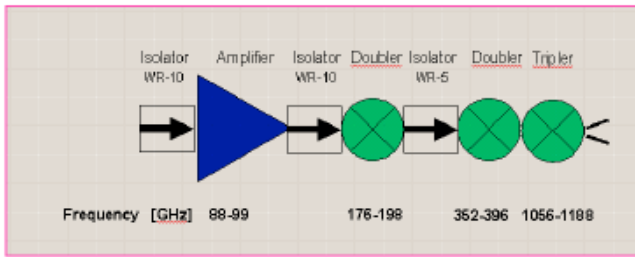 Isolator Amplifier Isolator Doubler Isolator Doubler Tripler
WR-10 WR-10 WR-5
Frequency [GHz] 88-99 176-198 352-396 1056-1188